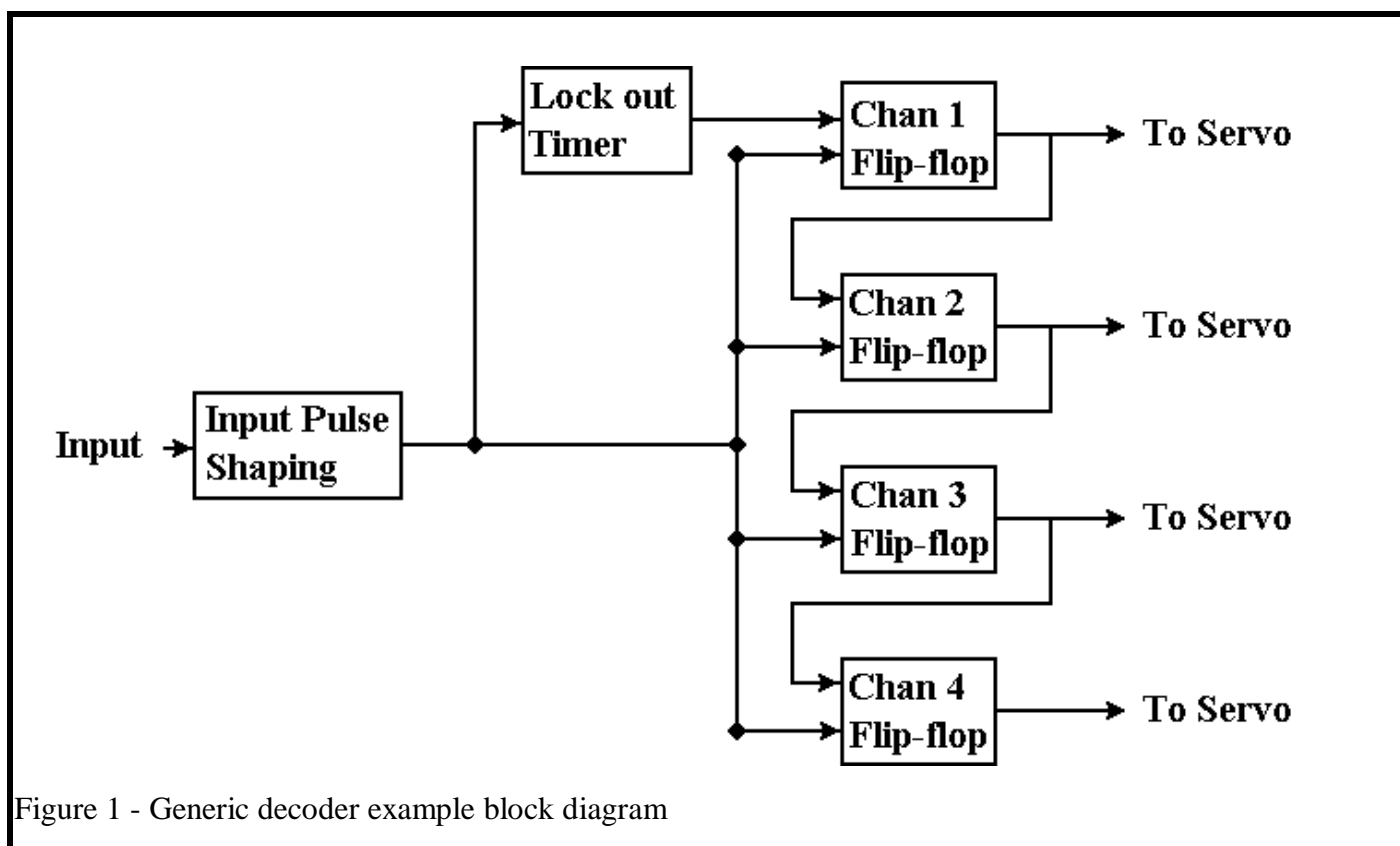 Lock out
Timer
Chan 1
Flip-flop
To Servo
Chan 2
Flip-flop
To Servo
Input
Input Pulse
Shaping
Chan 3
Flip-flop
To Servo
Chan 4
Flip-flop
To Servo
Figure 1 - Generic decoder example block diagram